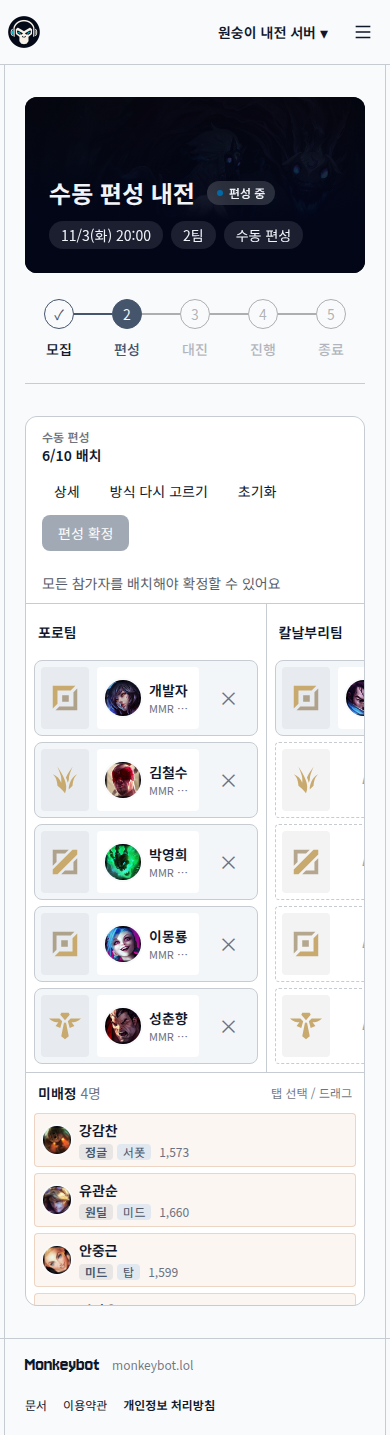 원숭이 내전 서버 ▾
수동 편성 내전 편성 중
11/3(화) 20:00 2팀 수동 편성
✓ 2 3 4 5
모집 편성 대진 진행 종료
수동 편성
6/10 배치
상세 방식 다시 고르기 초기화
편성 확정
모든 참가자를 배치해야 확정할 수 있어요
포로팀 칼날부리팀
개발자
MMR ···
김철수
MMR ···
박영희
MMR ···
이몽룡
MMR ···
성춘향
MMR ···
미배정 4명 탭 선택 / 드래그
강감찬
정글 서폿 1,573
유관순
원딜 미드 1,660
안중근
미드 탑 1,599
Monkeybot monkeybot.lol
문서 이용약관 개인정보 처리방침